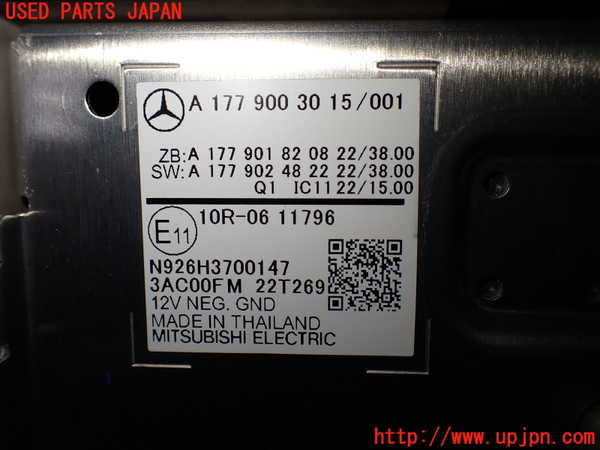 USED PARTS JAPAN
A 177 900 30 15/001
ZB: A 177 901 82 08 22/38.00
SW: A 177 902 48 22 22/38.00
Q1 IC11 22/15.00
E11 10R-06 11796
N926H3700147
3AC00FM 22T269
12V NEG. GND
MADE IN THAILAND
MITSUBISHI ELECTRIC
http://www.upjpn.com/